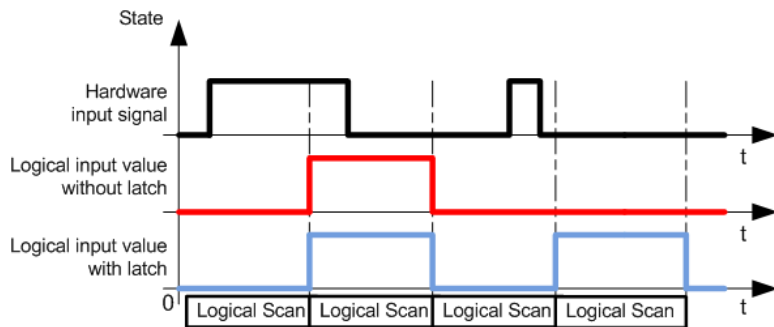 State
Hardware
input signal
t
Logical input value
without latch
t
Logical input value
with latch
t
0
Logical Scan Logical Scan Logical Scan Logical Scan